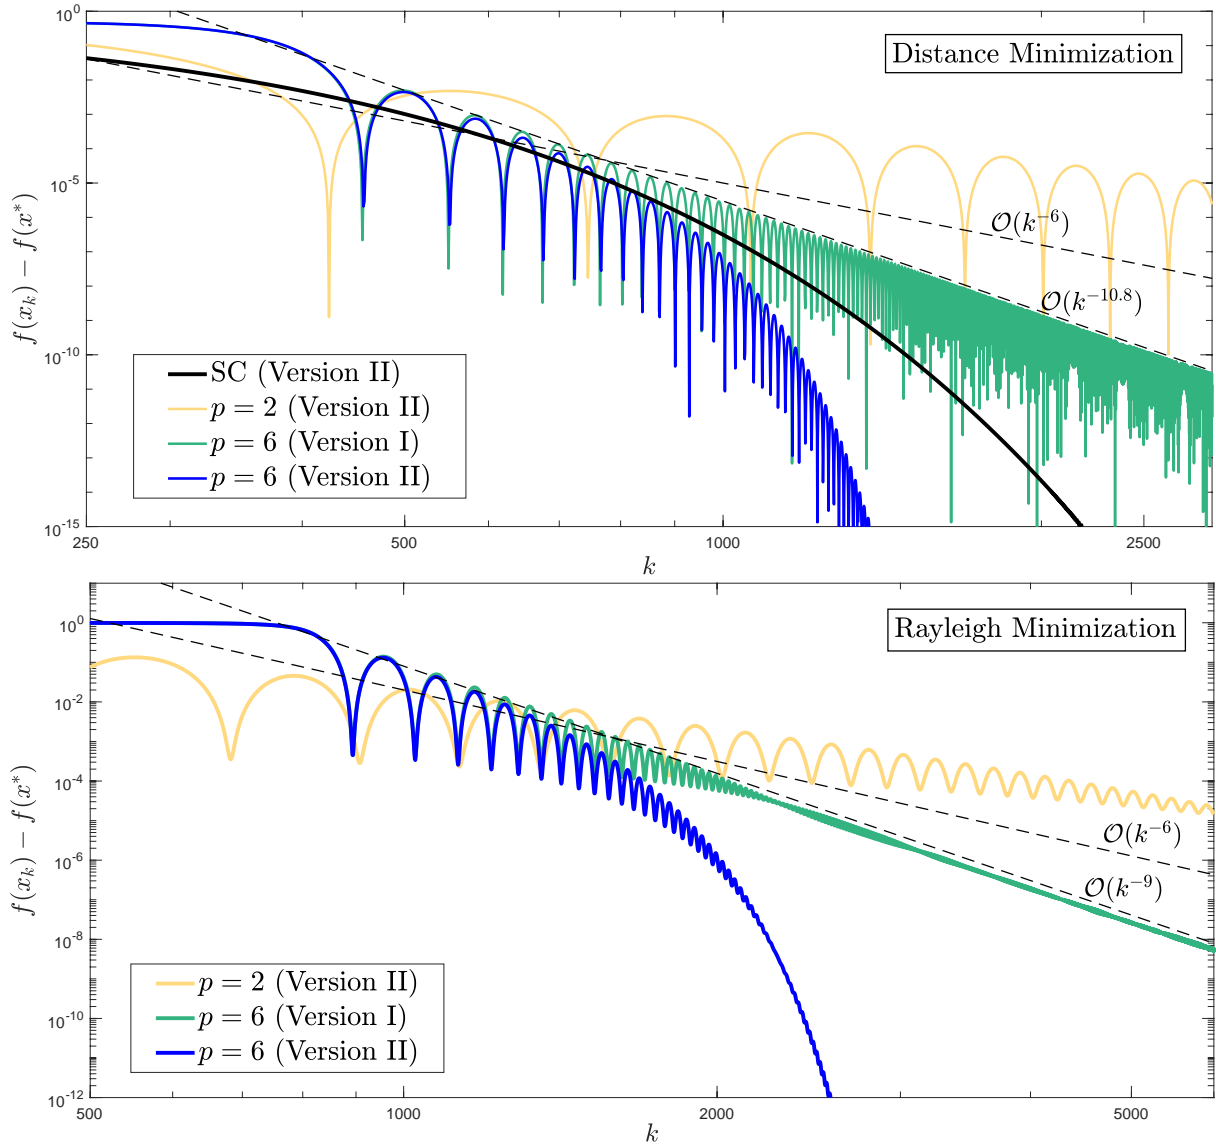 10^0
Distance Minimization
10^-5
10^-10
10^-15
f(x_k) − f(x*)
O(k^-6)
O(k^-10.8)
SC (Version II)
p = 2 (Version II)
p = 6 (Version I)
p = 6 (Version II)
250 500 1000 2500
k
10^0
Rayleigh Minimization
10^-2
10^-4
10^-6
10^-8
10^-10
10^-12
f(x_k) − f(x*)
O(k^-6)
O(k^-9)
p = 2 (Version II)
p = 6 (Version I)
p = 6 (Version II)
500 1000 2000 5000
k